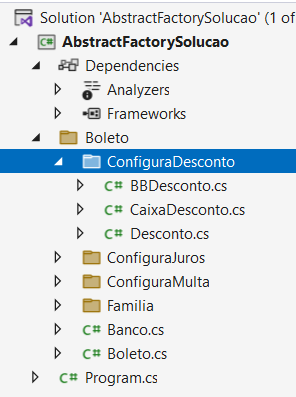 Solution 'AbstractFactorySolucao' (1 of
C# AbstractFactorySolucao
Dependencies
Analyzers
Frameworks
Boleto
ConfiguraDesconto
C# BBDesconto.cs
C# CaixaDesconto.cs
C# Desconto.cs
ConfiguraJuros
ConfiguraMulta
Familia
C# Banco.cs
C# Boleto.cs
C# Program.cs